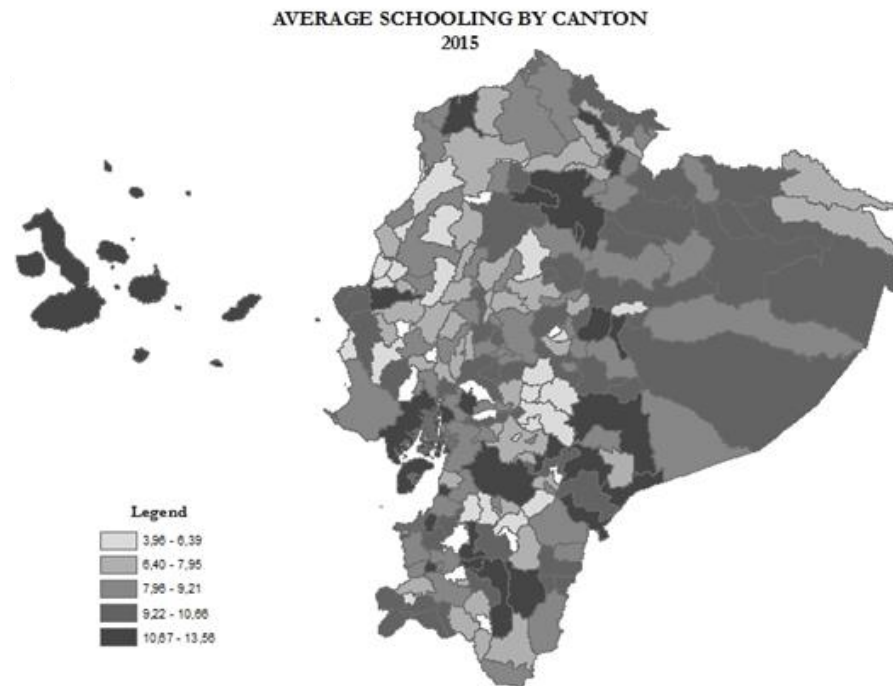 AVERAGE SCHOOLING BY CANTON
2015
Legend
3,96 - 6,39
6,40 - 7,95
7,96 - 9,21
9,22 - 10,66
10,67 - 13,56